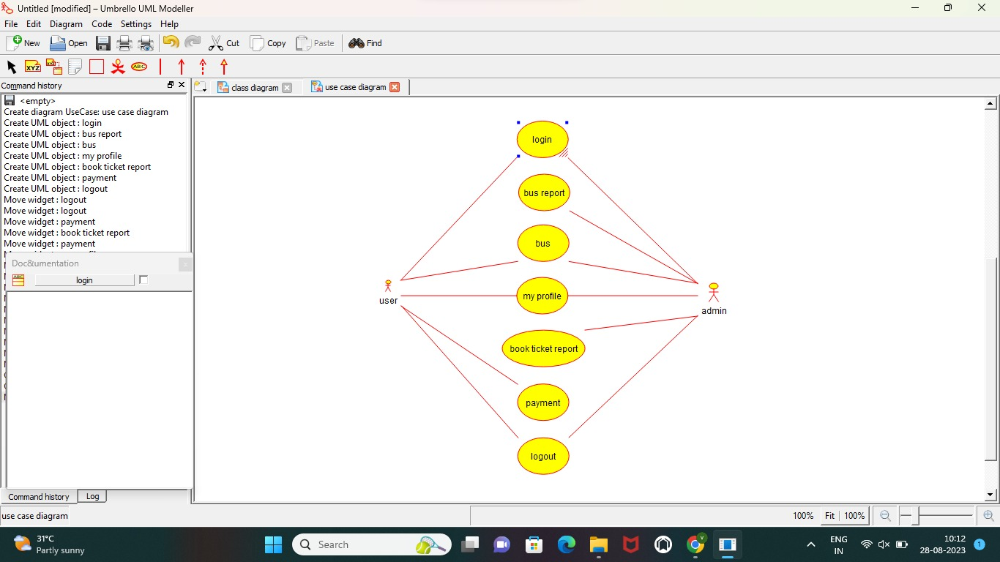 Untitled [modified] – Umbrello UML Modeller
File Edit Diagram Code Settings Help
New Open Cut Copy Paste Find
XYZ XYZ ABC
Command history
class diagram
use case diagram
<empty>
Create diagram UseCase: use case diagram
Create UML object : login
Create UML object : bus report
Create UML object : bus
Create UML object : my profile
Create UML object : book ticket report
Create UML object : payment
Create UML object : logout
Move widget : logout
Move widget : logout
Move widget : payment
Move widget : book ticket report
Move widget : payment
Doc&umentation
ABC
login
login
bus report
bus
my profile
book ticket report
payment
logout
user
admin
Command history Log
use case diagram
100% Fit 100%
31°C
Partly sunny
Search
V
ENG
IN
10:12
28-08-2023
1